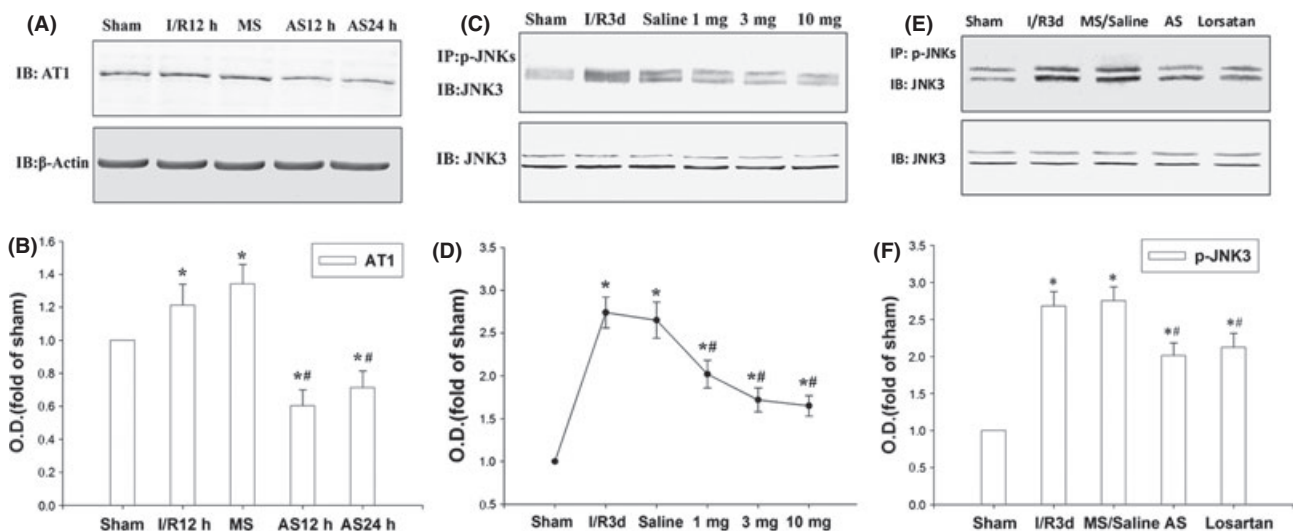 (A)
Sham I/R12 h MS AS12 h AS24 h
IB: AT1
IB:β-Actin
(B)
AT1
O.D.(fold of sham)
1.6
1.4
1.2
1.0
0.8
0.6
0.4
0.2
0.0
* * *# *#
Sham I/R12 h MS AS12 h AS24 h
(C)
Sham I/R3d Saline 1 mg 3 mg 10 mg
IP:p-JNKs
IB:JNK3
IB: JNK3
(D)
O.D.(fold of sham)
3.5
3.0
2.5
2.0
1.5
1.0
0.5
* * *# *# *#
Sham I/R3d Saline 1 mg 3 mg 10 mg
(E)
Sham I/R3d MS/Saline AS Lorsatan
IP: p-JNKs
IB: JNK3
IB: JNK3
(F)
p-JNK3
O.D.(fold of sham)
3.5
3.0
2.5
2.0
1.5
1.0
0.5
0.0
* * *# *#
Sham I/R3d MS/Saline AS Losartan